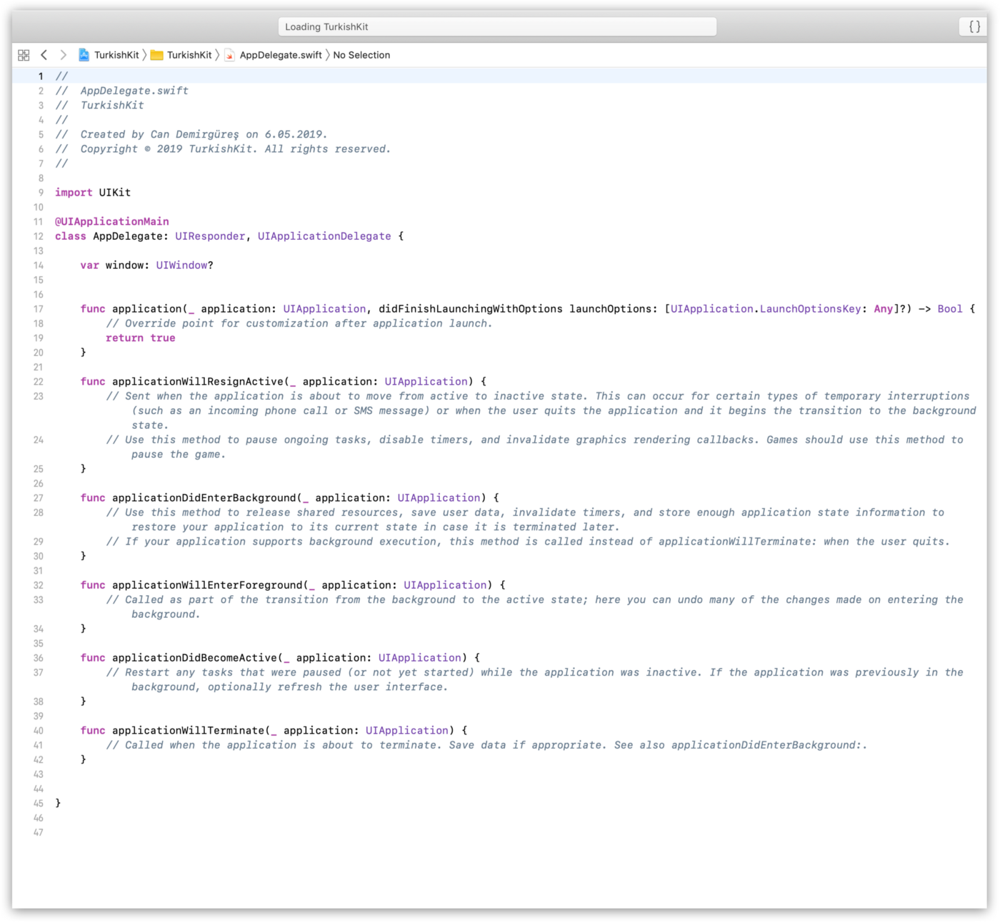 Loading TurkishKit
{}
TurkishKit 〉 TurkishKit 〉 AppDelegate.swift 〉 No Selection
1 //
2 //  AppDelegate.swift
3 //  TurkishKit
4 //
5 //  Created by Can Demirgüreş on 6.05.2019.
6 //  Copyright © 2019 TurkishKit. All rights reserved.
7 //
8
9 import UIKit
10
11 @UIApplicationMain
12 class AppDelegate: UIResponder, UIApplicationDelegate {
13
14     var window: UIWindow?
15
16
17     func application(_ application: UIApplication, didFinishLaunchingWithOptions launchOptions: [UIApplication.LaunchOptionsKey: Any]?) -> Bool {
18         // Override point for customization after application launch.
19         return true
20     }
21
22     func applicationWillResignActive(_ application: UIApplication) {
23         // Sent when the application is about to move from active to inactive state. This can occur for certain types of temporary interruptions
(such as an incoming phone call or SMS message) or when the user quits the application and it begins the transition to the background
state.
24         // Use this method to pause ongoing tasks, disable timers, and invalidate graphics rendering callbacks. Games should use this method to
pause the game.
25     }
26
27     func applicationDidEnterBackground(_ application: UIApplication) {
28         // Use this method to release shared resources, save user data, invalidate timers, and store enough application state information to
restore your application to its current state in case it is terminated later.
29         // If your application supports background execution, this method is called instead of applicationWillTerminate: when the user quits.
30     }
31
32     func applicationWillEnterForeground(_ application: UIApplication) {
33         // Called as part of the transition from the background to the active state; here you can undo many of the changes made on entering the
background.
34     }
35
36     func applicationDidBecomeActive(_ application: UIApplication) {
37         // Restart any tasks that were paused (or not yet started) while the application was inactive. If the application was previously in the
background, optionally refresh the user interface.
38     }
39
40     func applicationWillTerminate(_ application: UIApplication) {
41         // Called when the application is about to terminate. Save data if appropriate. See also applicationDidEnterBackground:.
42     }
43
44
45 }
46
47